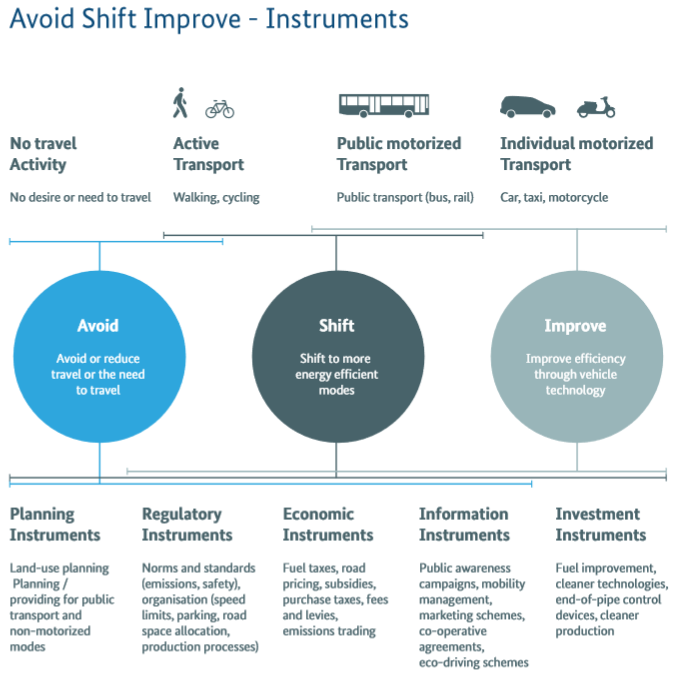 Avoid Shift Improve - Instruments
No travel
Activity
No desire or need to travel
Active
Transport
Walking, cycling
Public motorized
Transport
Public transport (bus, rail)
Individual motorized
Transport
Car, taxi, motorcycle
Avoid
Avoid or reduce
travel or the need
to travel
Shift
Shift to more
energy efficient
modes
Improve
Improve efficiency
through vehicle
technology
Planning
Instruments
Land-use planning
Planning /
providing for public
transport and
non-motorized
modes
Regulatory
Instruments
Norms and standards
(emissions, safety),
organisation (speed
limits, parking, road
space allocation,
production processes)
Economic
Instruments
Fuel taxes, road
pricing, subsidies,
purchase taxes, fees
and levies,
emissions trading
Information
Instruments
Public awareness
campaigns, mobility
management,
marketing schemes,
co-operative
agreements,
eco-driving schemes
Investment
Instruments
Fuel improvement,
cleaner technologies,
end-of-pipe control
devices, cleaner
production